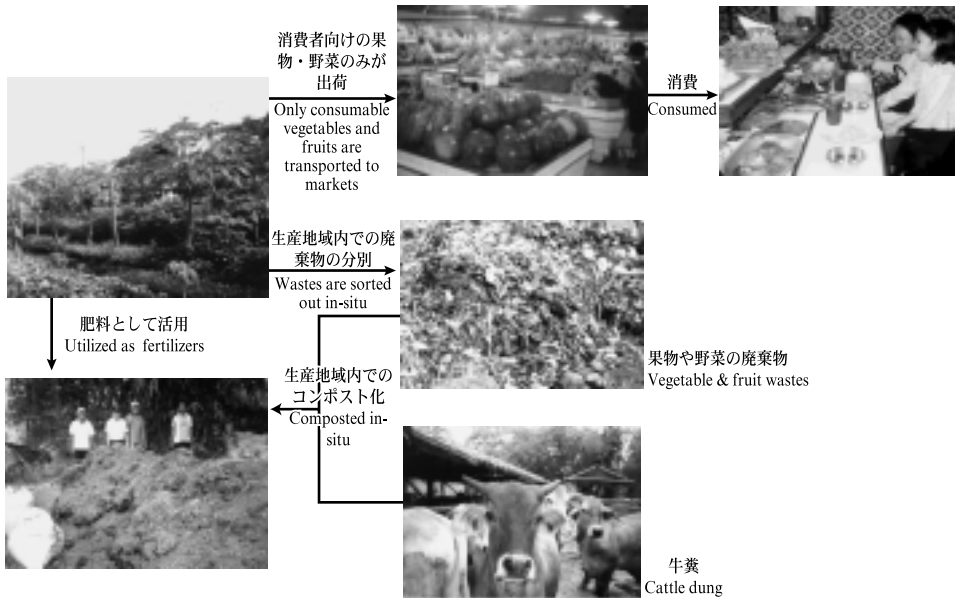 消費者向けの果
物・野菜のみが
出荷
Only consumable
vegetables and
fruits are
transported to
markets
消費
Consumed
生産地域内での廃
棄物の分別
Wastes are sorted
out in-situ
肥料として活用
Utilized as fertilizers
果物や野菜の廃棄物
Vegetable & fruit wastes
生産地域内での
コンポスト化
Composted in-
situ
牛糞
Cattle dung